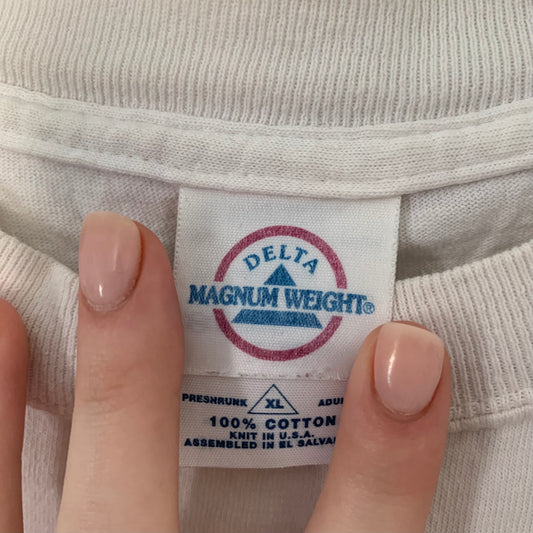 DELTA
MAGNUM WEIGHT®
PRESHRUNK XL
100% COTTON
KNIT IN U.S.A.
ASSEMBLED IN EL